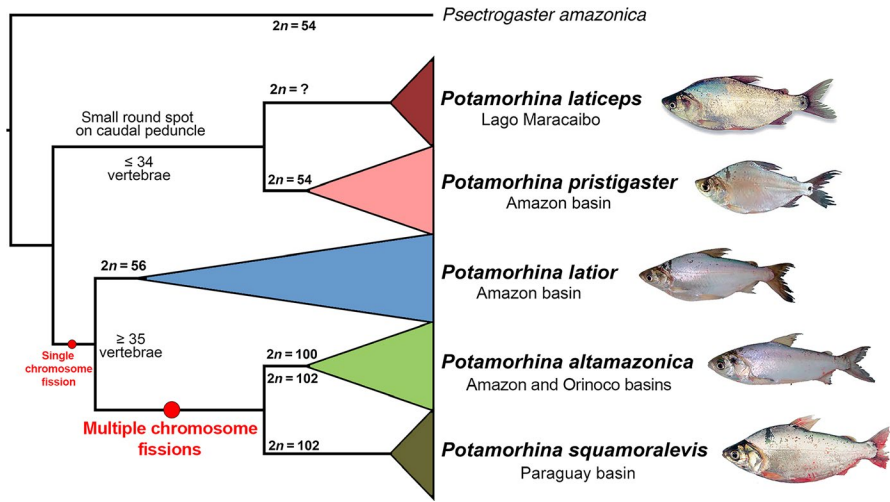 Psectrogaster amazonica
2n = 54
2n = ?
Potamorhina laticeps
Lago Maracaibo
Small round spot
on caudal peduncle
≤ 34
vertebrae
2n = 54
Potamorhina pristigaster
Amazon basin
2n = 56
Potamorhina latior
Amazon basin
≥ 35
vertebrae
Single
chromosome
fission
2n = 100
2n = 102
Potamorhina altamazonica
Amazon and Orinoco basins
Multiple chromosome
fissions
2n = 102
Potamorhina squamoralevis
Paraguay basin